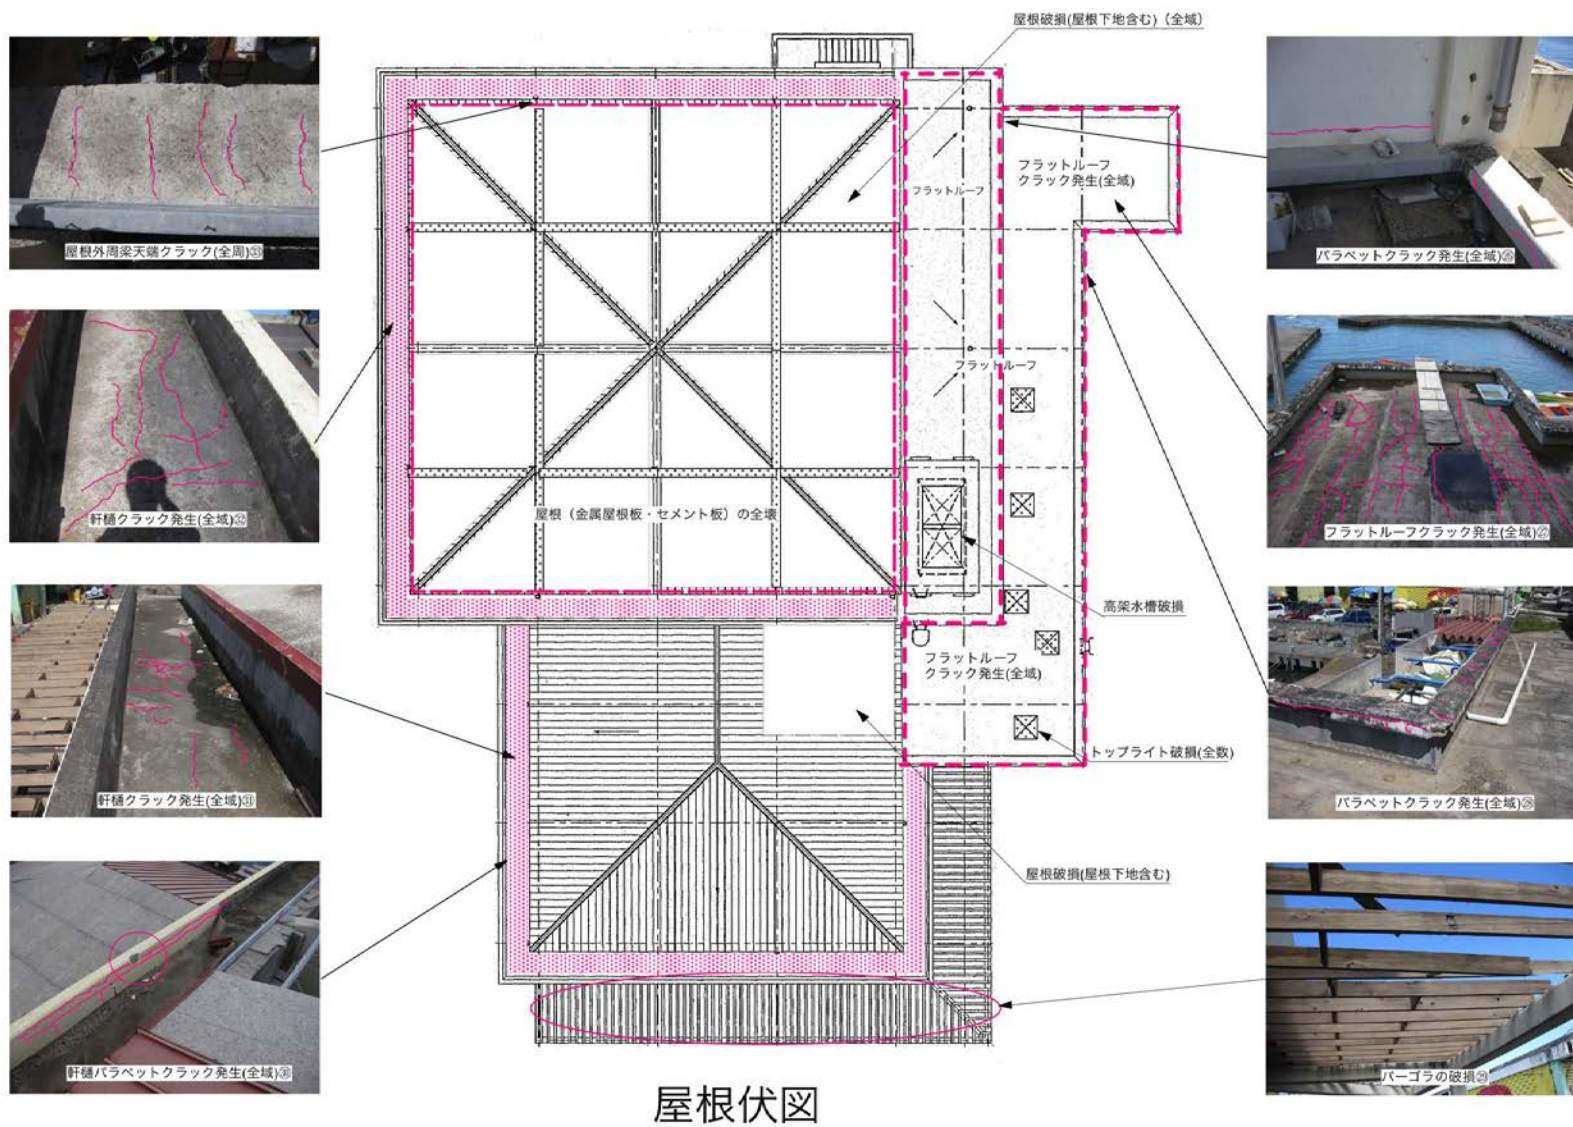 屋根破損(屋根下地含む)（全域）
屋根外周梁天端クラック(全周)㉝
フラットルーフ
フラットルーフ
クラック発生(全域)
パラペットクラック発生(全域)
フラットルーフ
軒樋クラック発生(全域)㉜
屋根（金属屋根板・セメント板）の全壊
フラットルーフクラック発生(全域)㉗
高架水槽破損
フラットルーフ
クラック発生(全域)
トップライト破損(全数)
軒樋クラック発生(全域)㉛
パラペットクラック発生(全域)㉘
屋根破損(屋根下地含む)
軒樋パラペットクラック発生(全域)㉚
パーゴラの破損㉙
屋根伏図